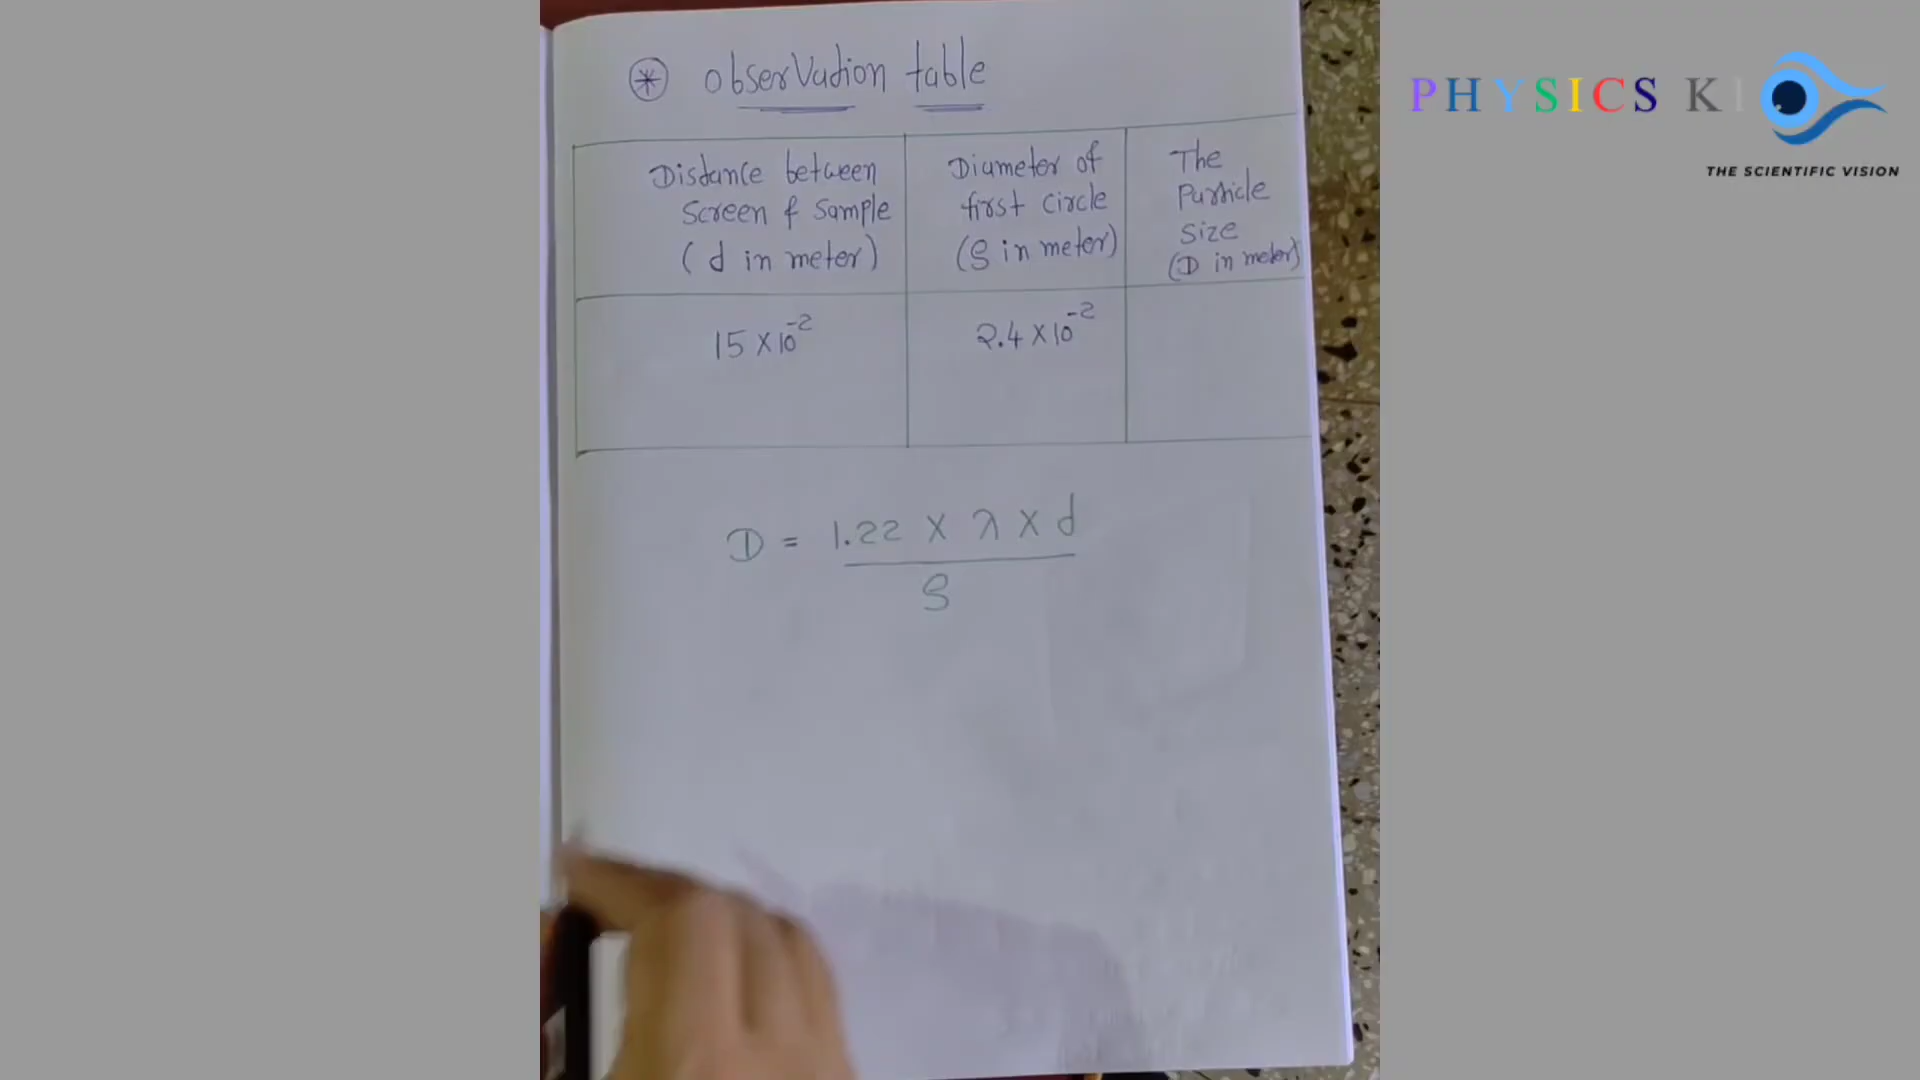 * observation table
Distance between
Screen & Sample
( d in meter)
Diameter of
first circle
(S in meter)
The
Particle
Size
(D in meter)
15 × 10⁻²
2.4 × 10⁻²
D = 1.22 × λ × d
S
PHYSICS K
THE SCIENTIFIC VISION